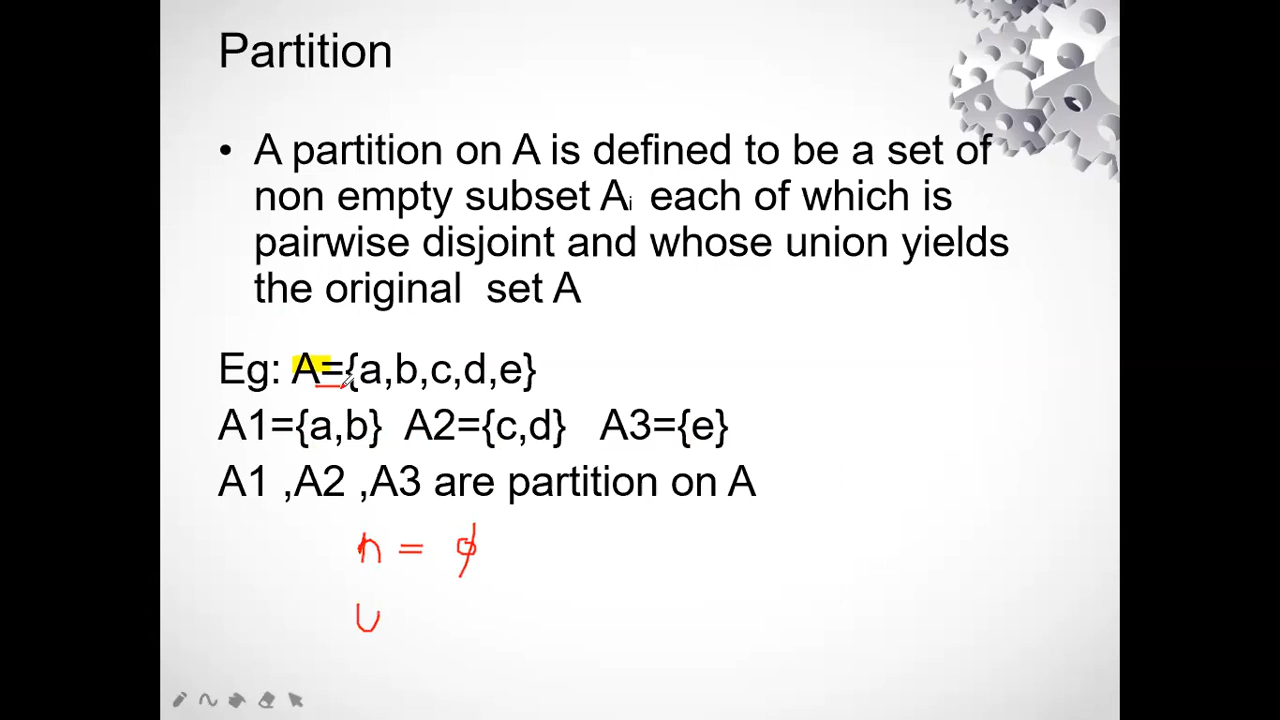 Partition
• A partition on A is defined to be a set of
non empty subset Ai each of which is
pairwise disjoint and whose union yields
the original set A
Eg: A={a,b,c,d,e}
A1={a,b} A2={c,d} A3={e}
A1 ,A2 ,A3 are partition on A
∩ = ϕ
∪